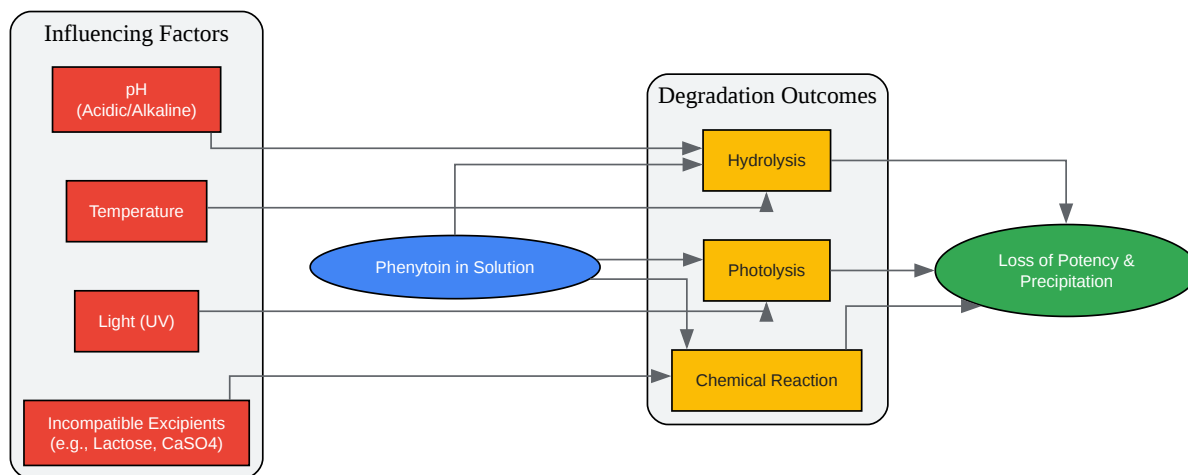 Influencing Factors
pH
(Acidic/Alkaline)
Temperature
Light (UV)
Incompatible Excipients
(e.g., Lactose, CaSO4)
Phenytoin in Solution
Degradation Outcomes
Hydrolysis
Photolysis
Chemical Reaction
Loss of Potency &
Precipitation